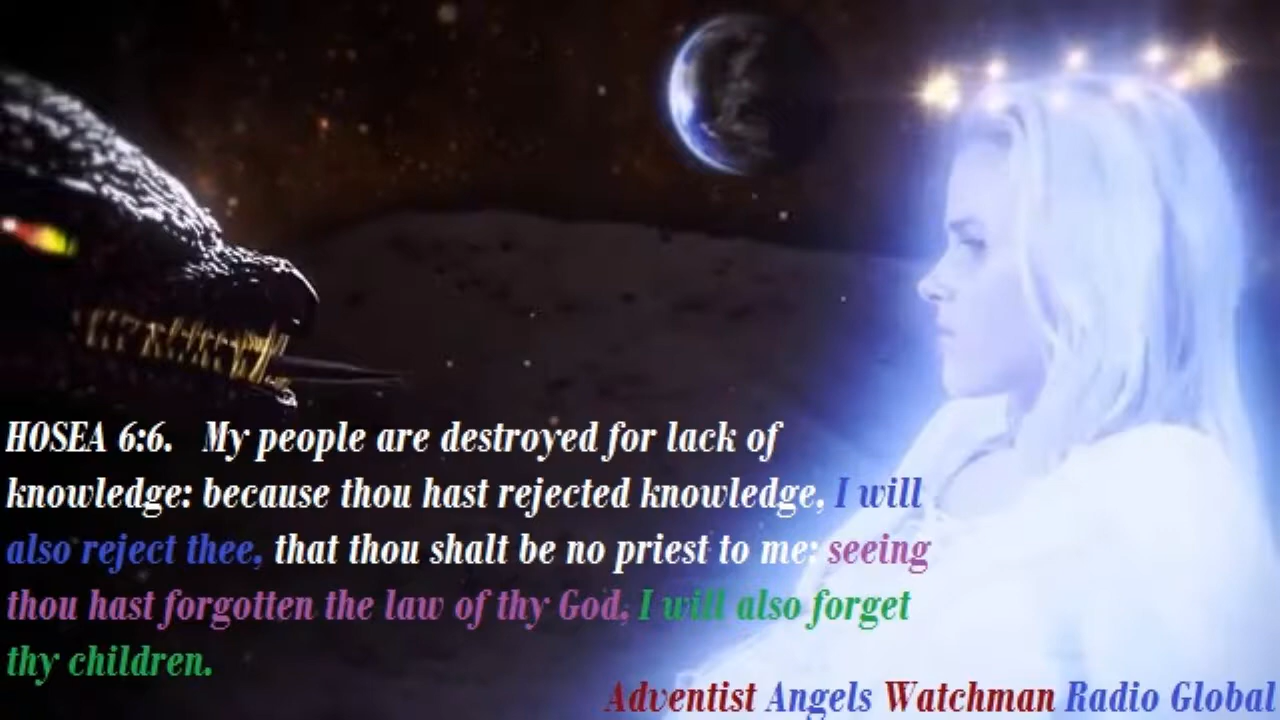 HOSEA 6:6. My people are destroyed for lack of
knowledge: because thou hast rejected knowledge, I will
also reject thee, that thou shalt be no priest to me: seeing
thou hast forgotten the law of thy God, I will also forget
thy children.
Adventist Angels Watchman Radio Global